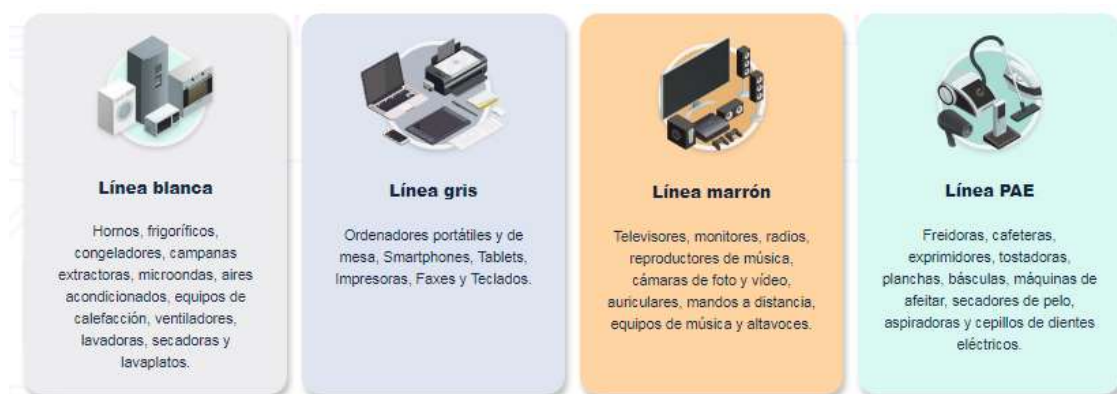 Línea blanca
Hornos, frigoríficos,
congeladores, campanas
extractoras, microondas, aires
acondicionados, equipos de
calefacción, ventiladores,
lavadoras, secadoras y
lavaplatos.
Línea gris
Ordenadores portátiles y de
mesa, Smartphones, Tablets,
Impresoras, Faxes y Teclados.
Línea marrón
Televisores, monitores, radios,
reproductores de música,
cámaras de foto y vídeo,
auriculares, mandos a distancia,
equipos de música y altavoces.
Línea PAE
Freidoras, cafeteras,
exprimidores, tostadoras,
planchas, básculas, máquinas de
afeitar, secadores de pelo,
aspiradoras y cepillos de dientes
eléctricos.